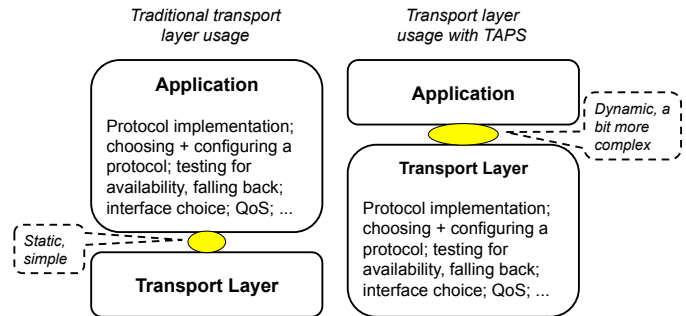 Traditional transport
layer usage
Application
Protocol implementation;
choosing + configuring a
protocol; testing for
availability, falling back;
interface choice; QoS; ...
Static,
simple
Transport Layer
Transport layer
usage with TAPS
Application
Dynamic, a
bit more
complex
Transport Layer
Protocol implementation;
choosing + configuring a
protocol; testing for
availability, falling back;
interface choice; QoS; ...